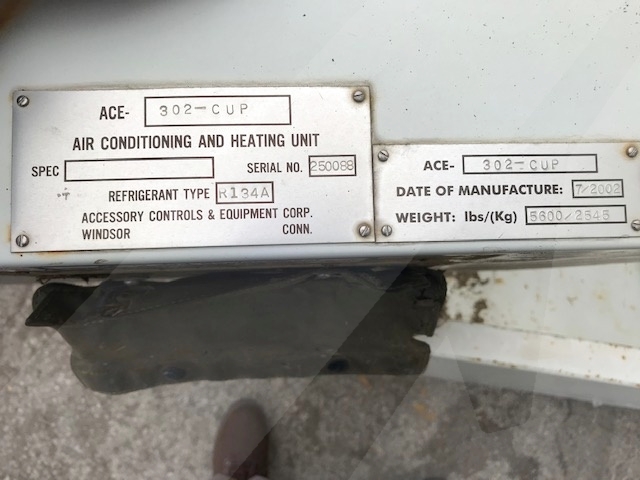 ACE- 302-CUP
AIR CONDITIONING AND HEATING UNIT
SPEC SERIAL NO. 250088
REFRIGERANT TYPE R134A
ACCESSORY CONTROLS & EQUIPMENT CORP.
WINDSOR CONN.
ACE- 302-CUP
DATE OF MANUFACTURE: 7/2002
WEIGHT: lbs/(Kg) 5600/2545